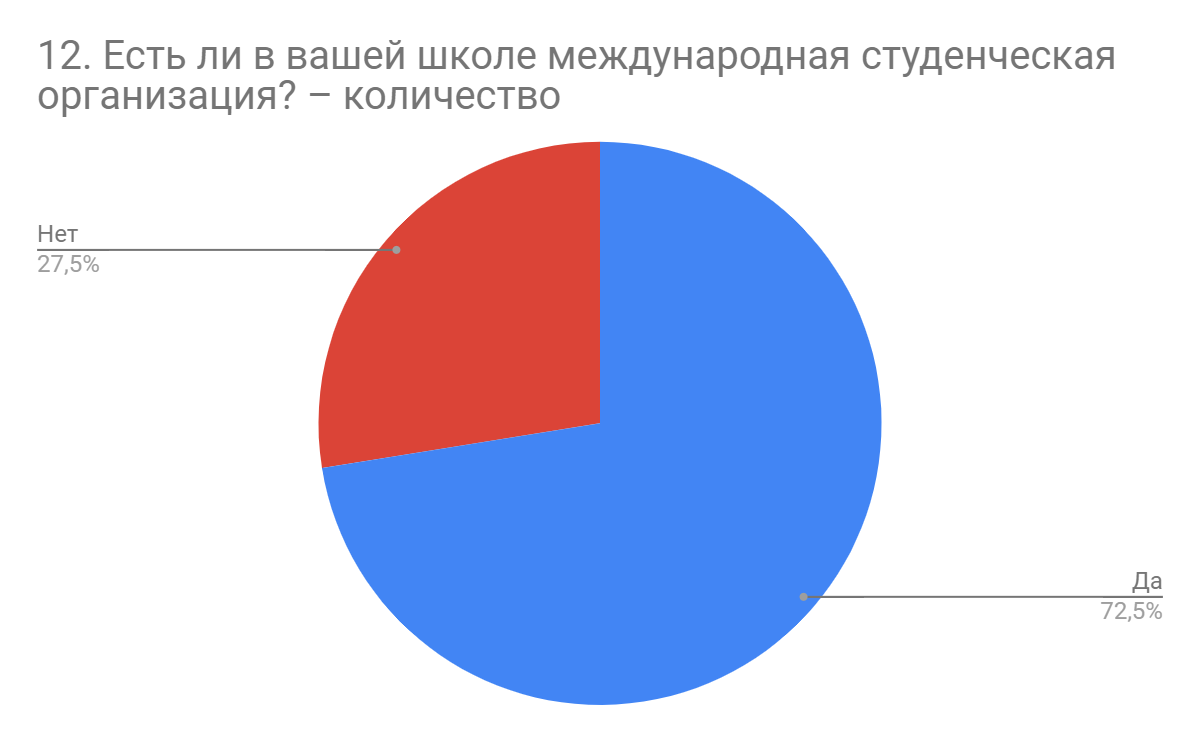 12. Есть ли в вашей школе международная студенческая
организация? – количество
Нет
27,5%
Да
72,5%